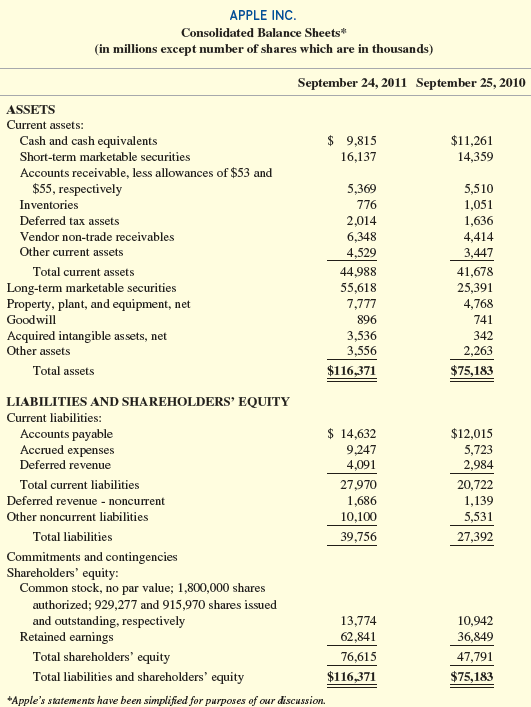 APPLE INC.
Consolidated Balance Sheets*
(in millions except number of shares which are in thousands)
September 24, 2011 September 25, 2010
ASSETS
Current assets:
Cash and cash equivalents $ 9,815 $11,261
Short-term marketable securities 16,137 14,359
Accounts receivable, less allowances of $53 and
$55, respectively 5,369 5,510
Inventories 776 1,051
Deferred tax assets 2,014 1,636
Vendor non-trade receivables 6,348 4,414
Other current assets 4,529 3,447
Total current assets 44,988 41,678
Long-term marketable securities 55,618 25,391
Property, plant, and equipment, net 7,777 4,768
Goodwill 896 741
Acquired intangible assets, net 3,536 342
Other assets 3,556 2,263
Total assets $116,371 $75,183
LIABILITIES AND SHAREHOLDERS' EQUITY
Current liabilities:
Accounts payable $ 14,632 $12,015
Accrued expenses 9,247 5,723
Deferred revenue 4,091 2,984
Total current liabilities 27,970 20,722
Deferred revenue - noncurrent 1,686 1,139
Other noncurrent liabilities 10,100 5,531
Total liabilities 39,756 27,392
Commitments and contingencies
Shareholders' equity:
Common stock, no par value; 1,800,000 shares
authorized; 929,277 and 915,970 shares issued
and outstanding, respectively 13,774 10,942
Retained earnings 62,841 36,849
Total shareholders' equity 76,615 47,791
Total liabilities and shareholders' equity $116,371 $75,183
*Apple's statements have been simplified for purposes of our discussion.